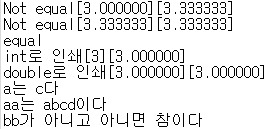 Not equal[3.000000][3.333333]
Not equal[3.333333][3.333333]
equal
int로 인쇄[3][3.000000]
double로 인쇄[3.000000][3.000000]
a는 c다
aa는 abcd이다
bb가 아니고 아니면 참이다